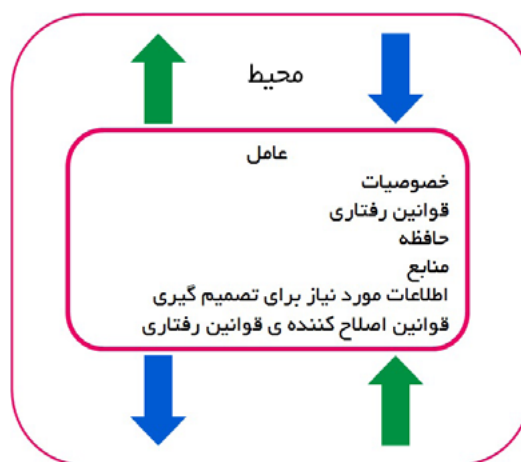 محیط
عامل
خصوصیات
قوانین رفتاری
حافظه
منابع
اطلاعات مورد نیاز برای تصمیم گیری
قوانین اصلاح کننده ی قوانین رفتاری